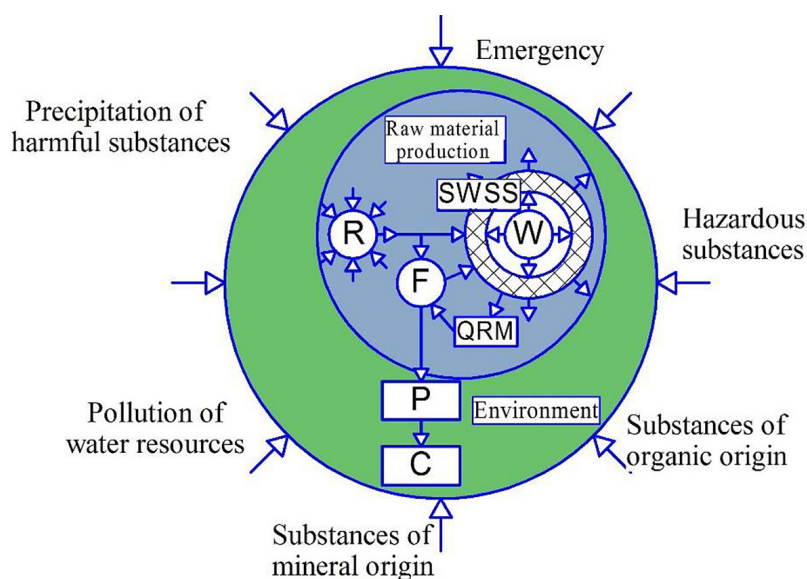 Emergency
Precipitation of
harmful substances
Raw material
production
SWSS
R
W
Hazardous
substances
F
QRM
P
Environment
Pollution of
water resources
Substances of
organic origin
C
Substances of
mineral origin